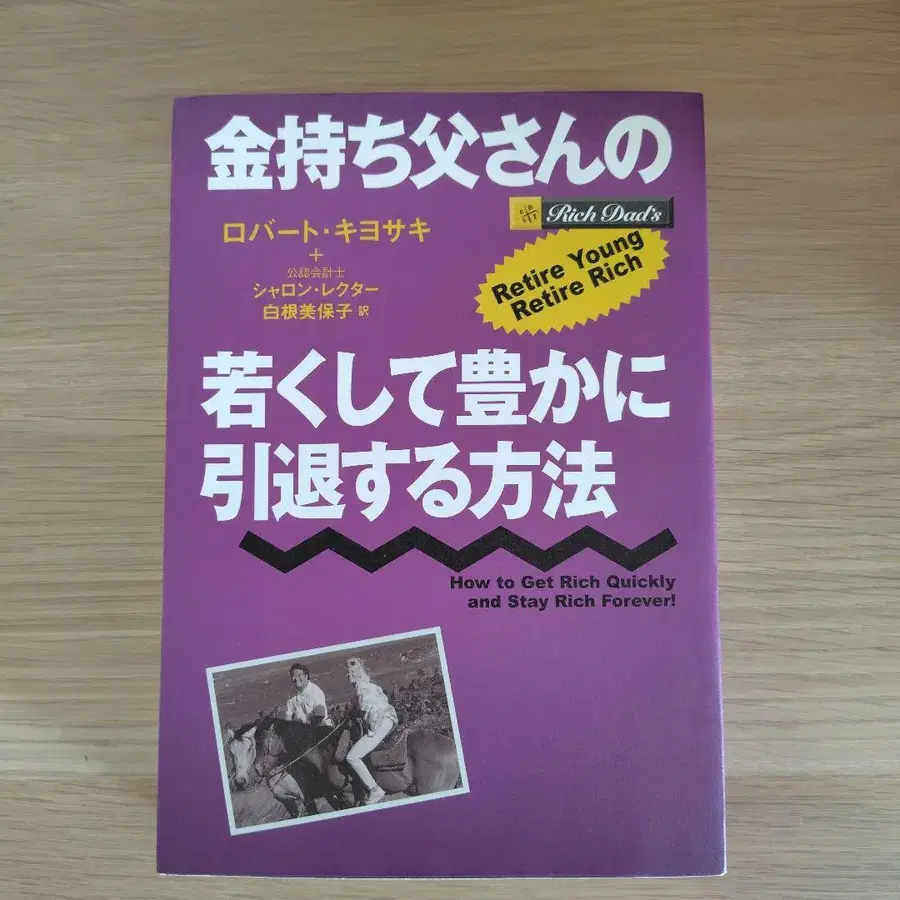 金持ち父さんの
Rich Dad's
Retire Young
Retire Rich
ロバート・キヨサキ
+
公認会計士
シャロン・レクター
白根美保子 訳
若くして豊かに
引退する方法
How to Get Rich Quickly
and Stay Rich Forever!